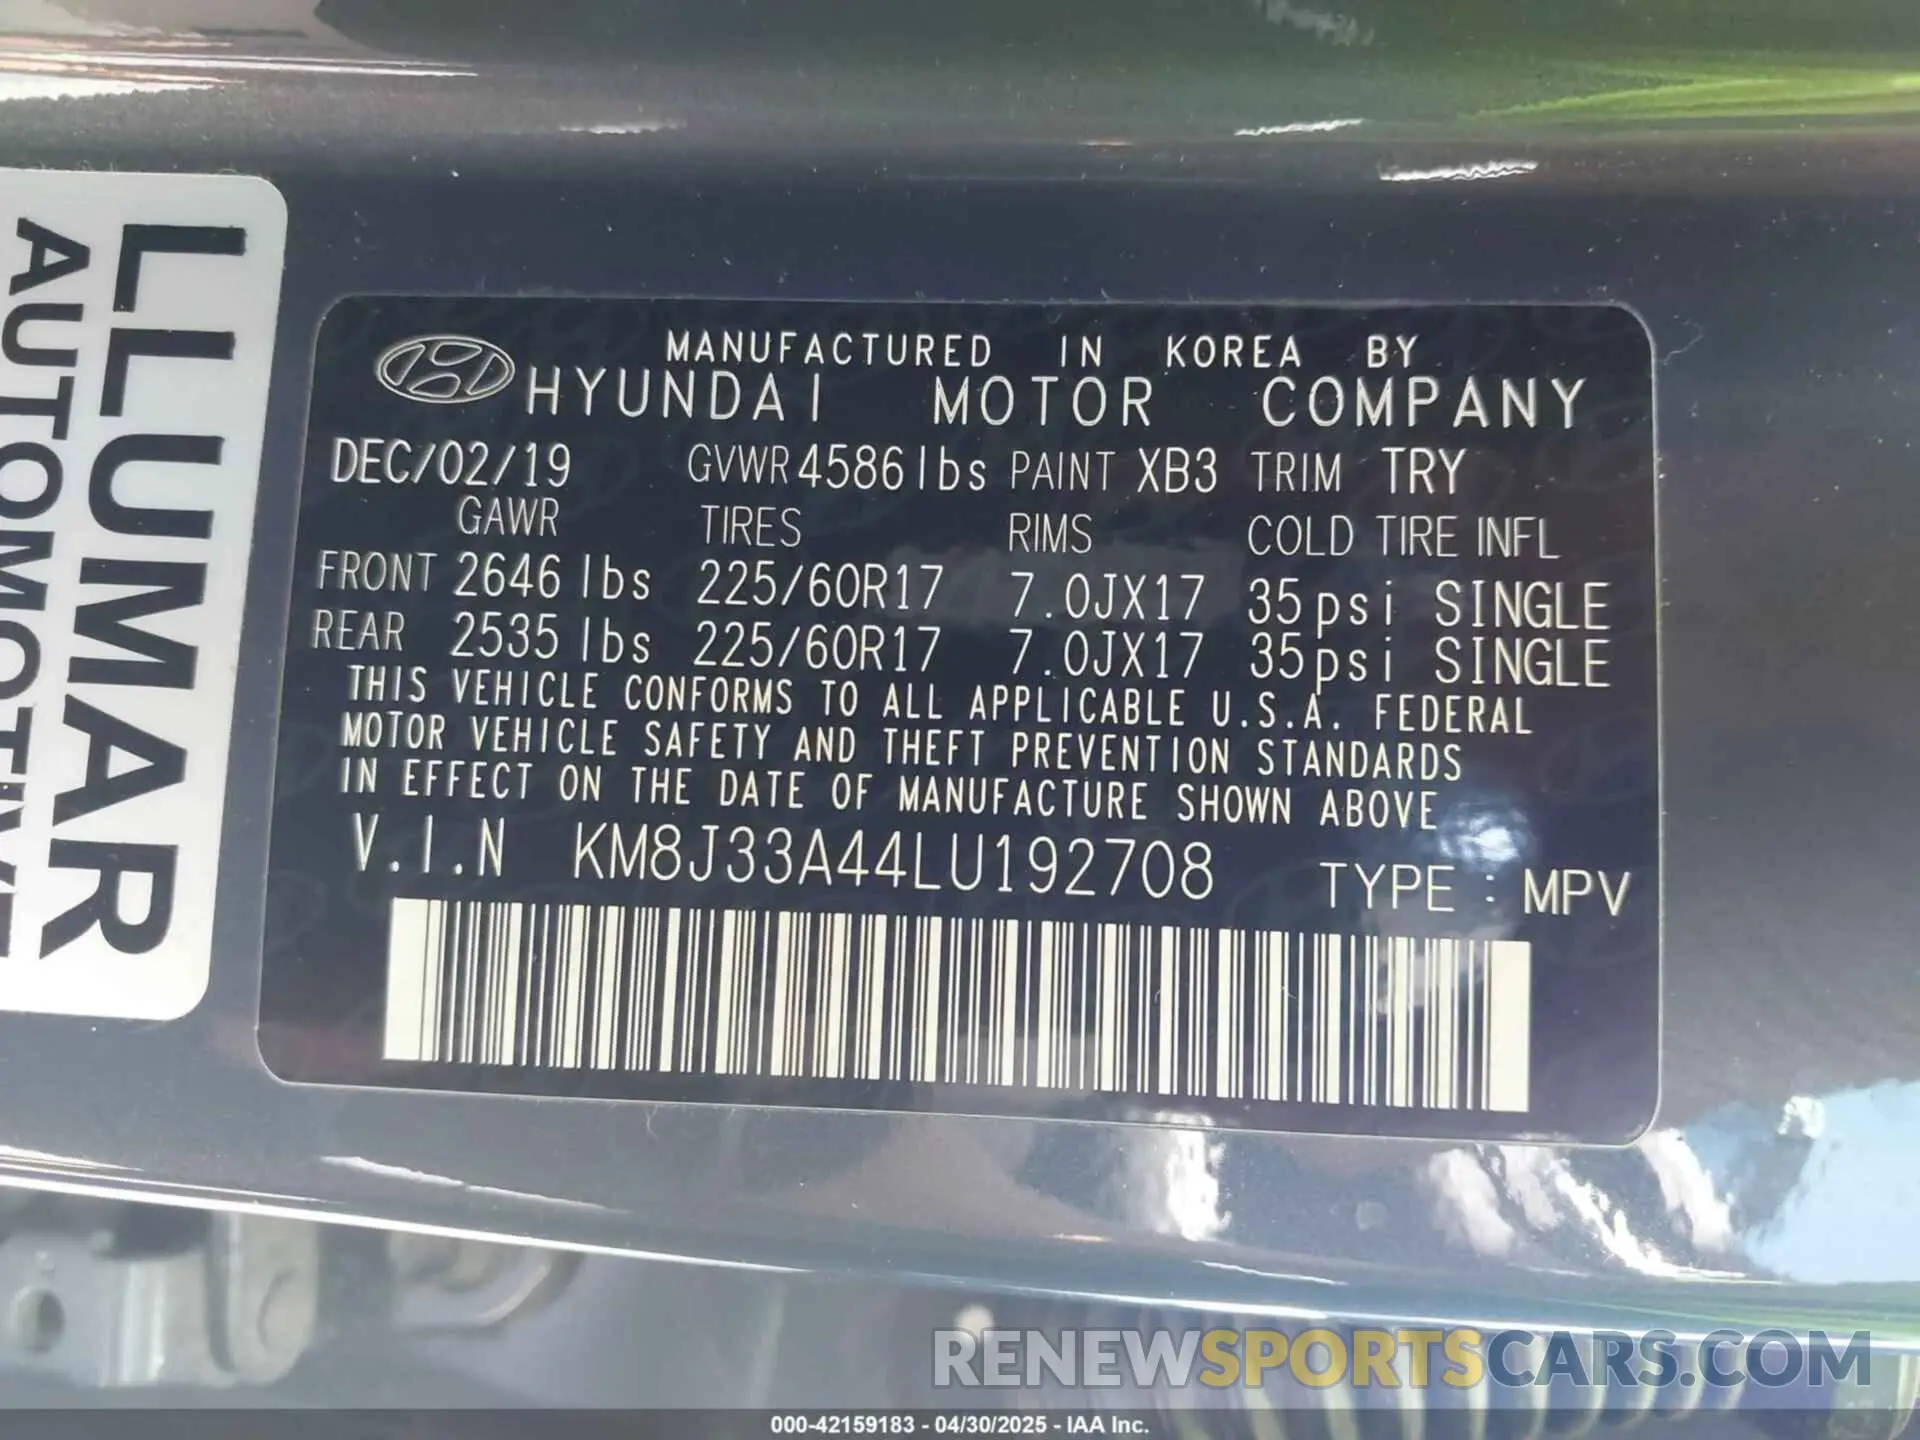 LLUMAR
AUTOMOTIVE
MANUFACTURED IN KOREA BY
HYUNDAI MOTOR COMPANY
DEC/02/19 GVWR 4586 lbs PAINT XB3 TRIM TRY
GAWR TIRES RIMS COLD TIRE INFL
FRONT 2646 lbs 225/60R17 7.0JX17 35psi SINGLE
REAR 2535 lbs 225/60R17 7.0JX17 35psi SINGLE
THIS VEHICLE CONFORMS TO ALL APPLICABLE U.S.A. FEDERAL
MOTOR VEHICLE SAFETY AND THEFT PREVENTION STANDARDS
IN EFFECT ON THE DATE OF MANUFACTURE SHOWN ABOVE
V.I.N KM8J33A44LU192708 TYPE : MPV
RENEWSPORTSCARS.COM
000-42159183 - 04/30/2025 - IAA Inc.